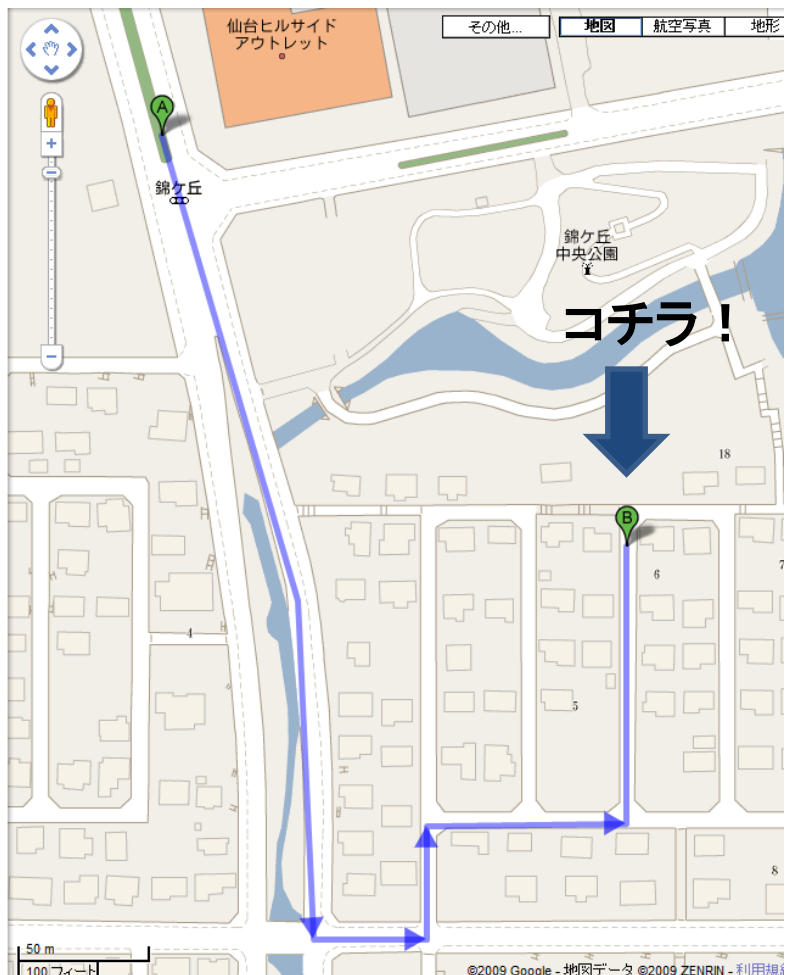 仙台ヒルサイド
アウトレット
その他...
地図
航空写真
地形
A
錦ケ丘
錦ケ丘
中央公園
コチラ！
18
B
6
7
4
5
8
50 m
100 フィート
©2009 Google - 地図データ ©2009 ZENRIN - 利用規約